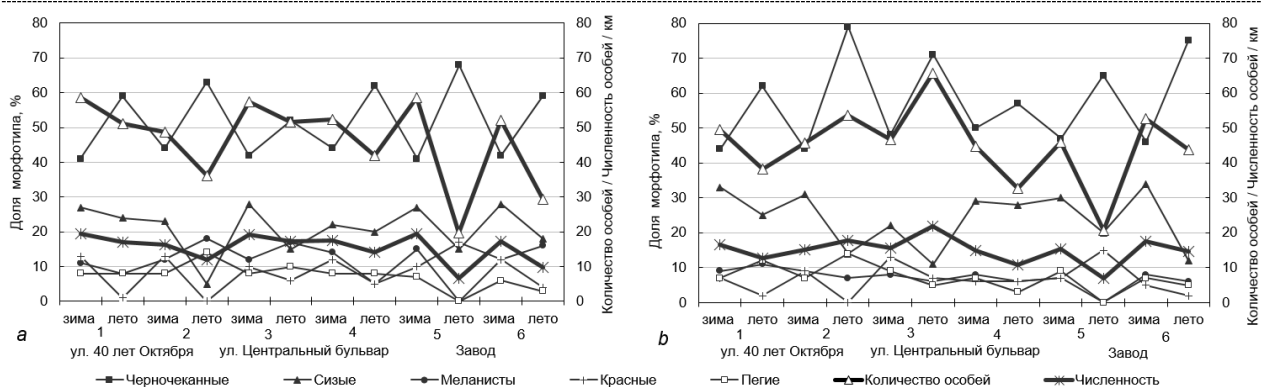 80 80 80 80
70 70 70 70
60 60 60 60
50 50 50 50
40 40 40 40
30 30 30 30
20 20 20 20
10 10 10 10
0 0 0 0
Доля морфотипа, %
Количество особей / Численность особей / км
Доля морфотипа, %
Количество особей / Численность особей / км
зима лето зима лето зима лето зима лето зима лето зима лето
1 2 3 4 5 6
а ул. 40 лет Октября ул. Центральный бульвар Завод
зима лето зима лето зима лето зима лето зима лето зима лето
1 2 3 4 5 6
b ул. 40 лет Октября ул. Центральный бульвар Завод
Черночеканные Сизые Меланисты Красные Пегие Количество особей Численность